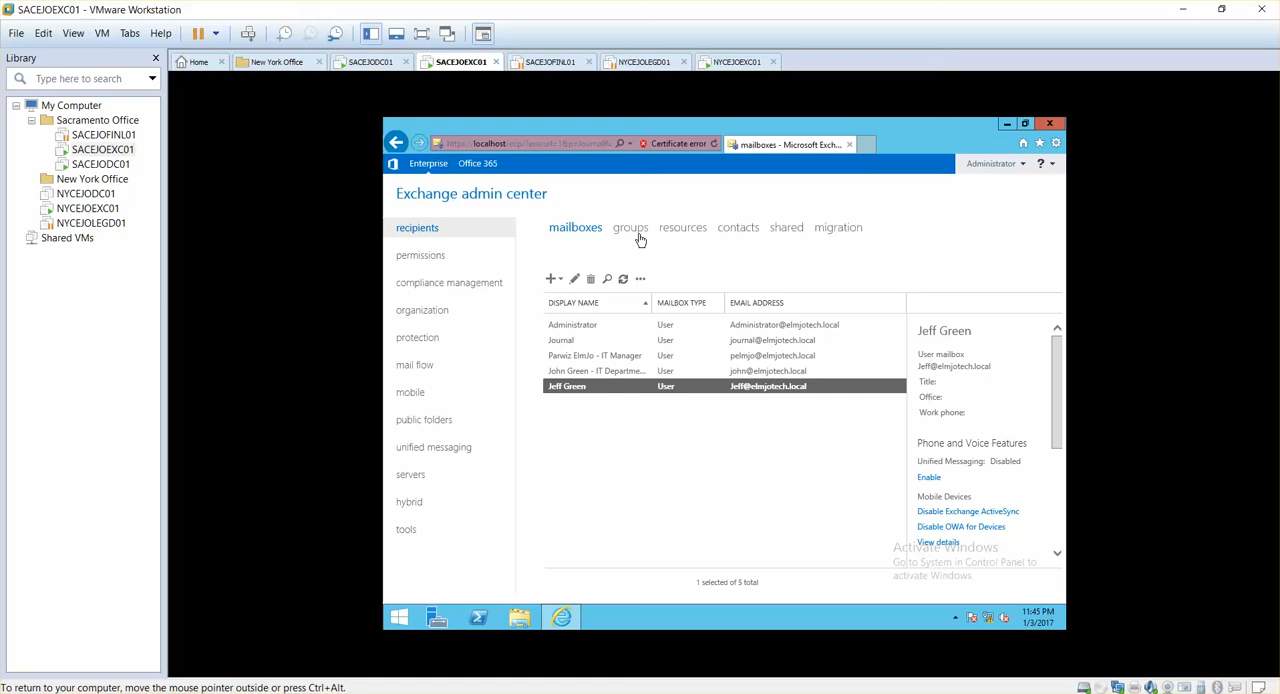 SACEJOEXC01 - VMware Workstation
File Edit View VM Tabs Help
Library
Type here to search
My Computer
Sacramento Office
SACEJOFINL01
SACEJOEXC01
SACEJODC01
New York Office
NYCEJODC01
NYCEJOEXC01
NYCEJOLEGD01
Shared VMs
Home New York Office SACEJODC01 SACEJOEXC01 SACEJOFINL01 NYCEJOLEGD01 NYCEJOEXC01
Certificate error mailboxes - Microsoft Exch...
Enterprise Office 365 Administrator ?
Exchange admin center
recipients
permissions
compliance management
organization
protection
mail flow
mobile
public folders
unified messaging
servers
hybrid
tools
mailboxes groups resources contacts shared migration
DISPLAY NAME MAILBOX TYPE EMAIL ADDRESS
Administrator User Administrator@elmjotech.local
Journal User journal@elmjotech.local
Parwiz ElmJo - IT Manager User pelmjo@elmjotech.local
John Green - IT Departme... User john@elmjotech.local
Jeff Green User Jeff@elmjotech.local
1 selected of 5 total
Jeff Green
User mailbox
Jeff@elmjotech.local
Title:
Office:
Work phone:
Phone and Voice Features
Unified Messaging: Disabled
Enable
Mobile Devices
Disable Exchange ActiveSync
Disable OWA for Devices
View details
Activate Windows
Go to System in Control Panel to
activate Windows.
11:45 PM
1/3/2017
To return to your computer, move the mouse pointer outside or press Ctrl+Alt.